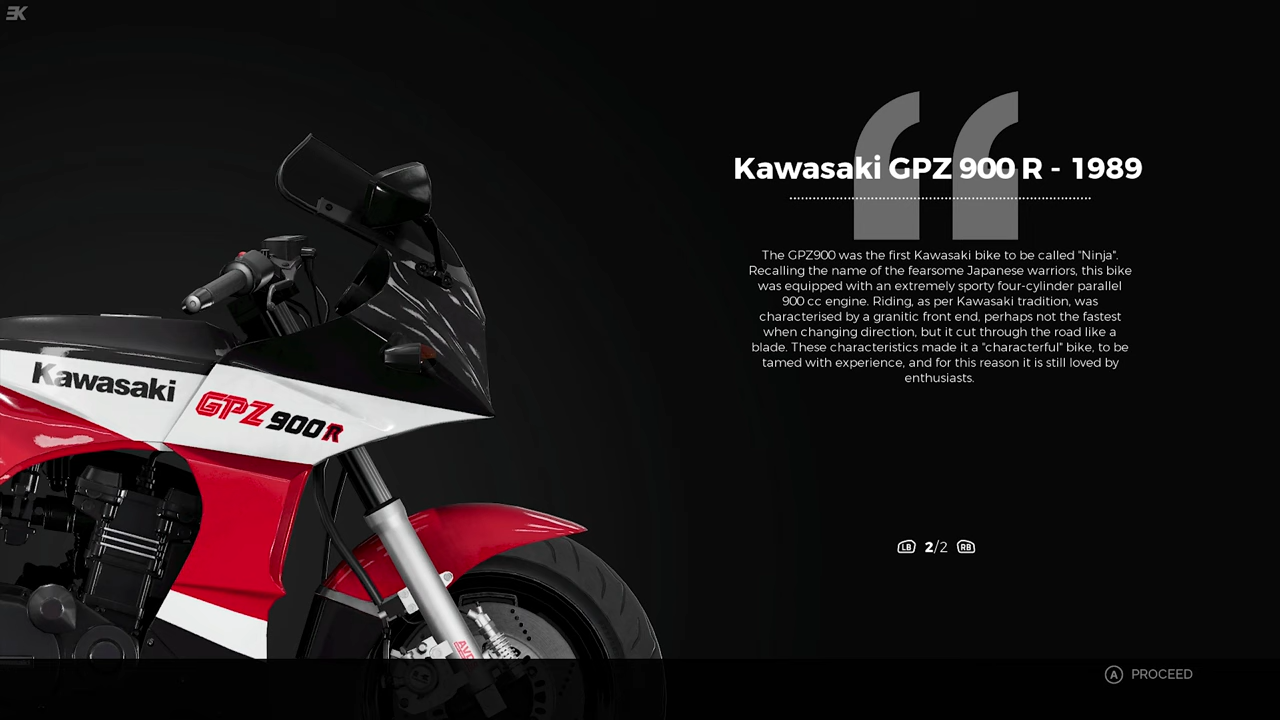 Kawasaki GPZ 900 R - 1989
The GPZ900 was the first Kawasaki bike to be called "Ninja".
Recalling the name of the fearsome Japanese warriors, this bike
was equipped with an extremely sporty four-cylinder parallel
900 cc engine. Riding, as per Kawasaki tradition, was
characterised by a granitic front end, perhaps not the fastest
when changing direction, but it cut through the road like a
blade. These characteristics made it a "characterful" bike, to be
tamed with experience, and for this reason it is still loved by
enthusiasts.
Kawasaki
GPZ 900R
LB 2/2 RB
A PROCEED